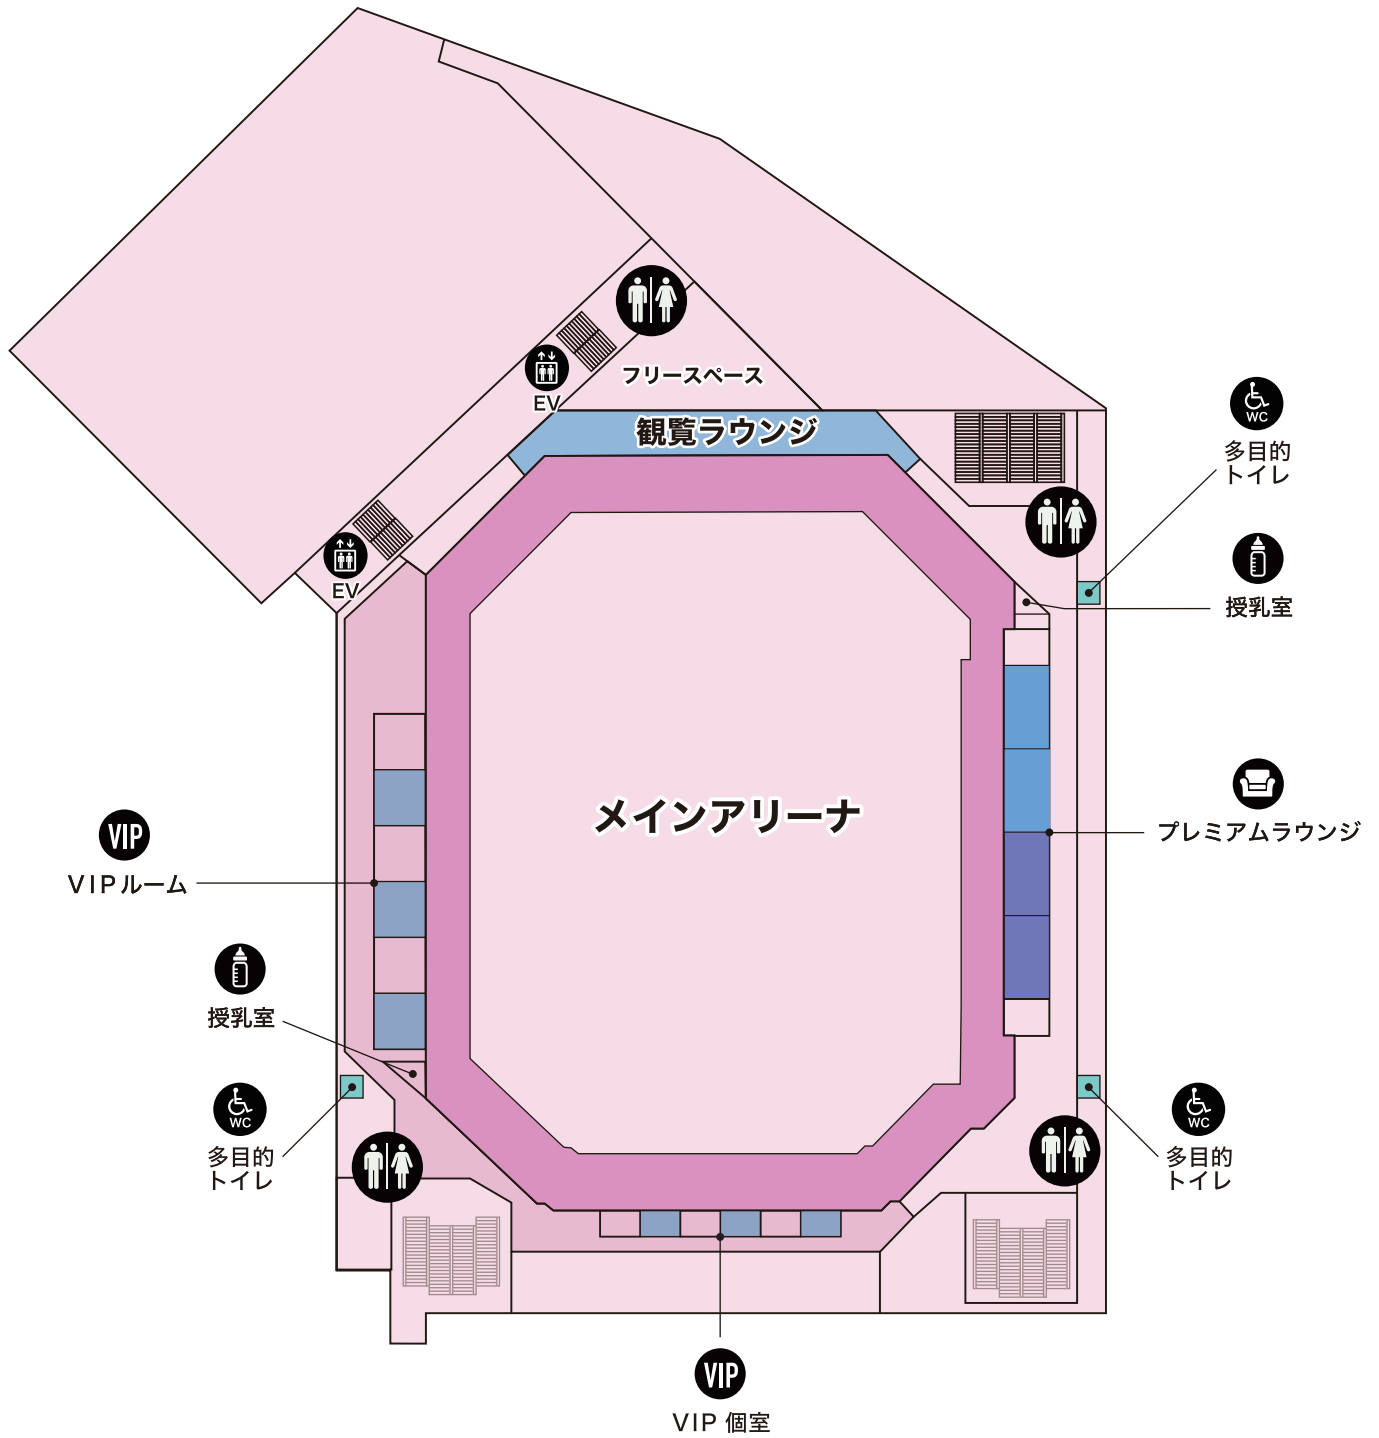 フリースペース
EV
観覧ラウンジ
WC
多目的
トイレ
EV
授乳室
メインアリーナ
プレミアムラウンジ
VIP
VIPルーム
授乳室
WC
多目的
トイレ
WC
多目的
トイレ
VIP
VIP 個室